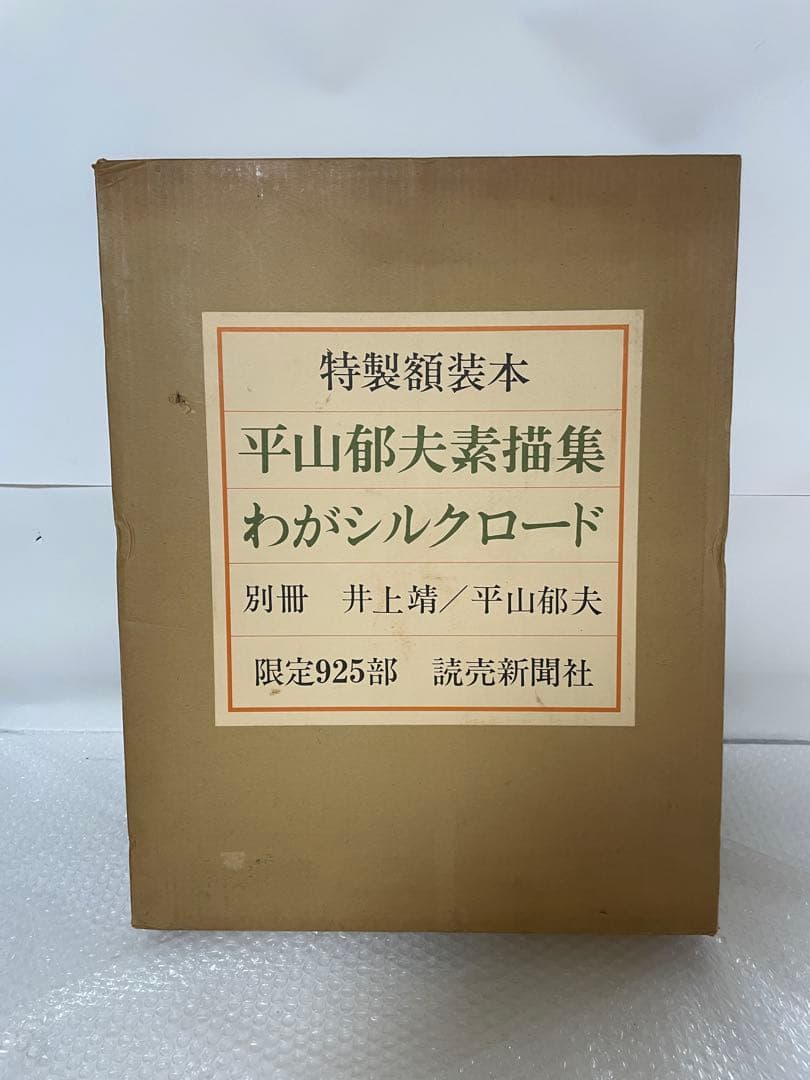 特製額装本
平山郁夫素描集
わがシルクロード
別冊　井上靖／平山郁夫
限定925部　読売新聞社